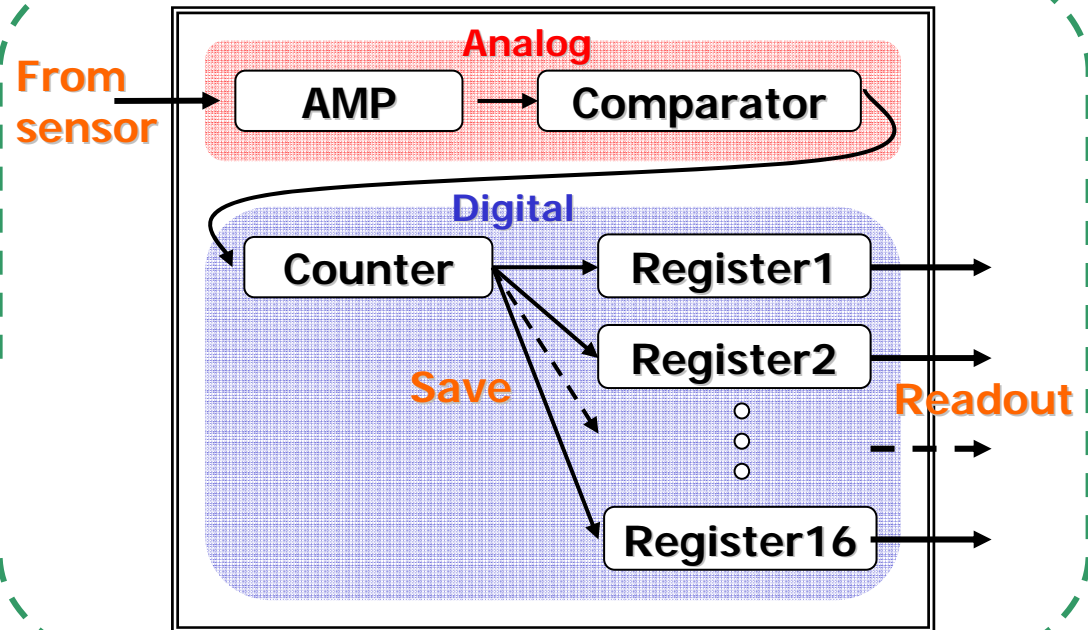 Analog
From
sensor
AMP
Comparator
Digital
Counter
Register1
Register2
Save
Readout
Register16